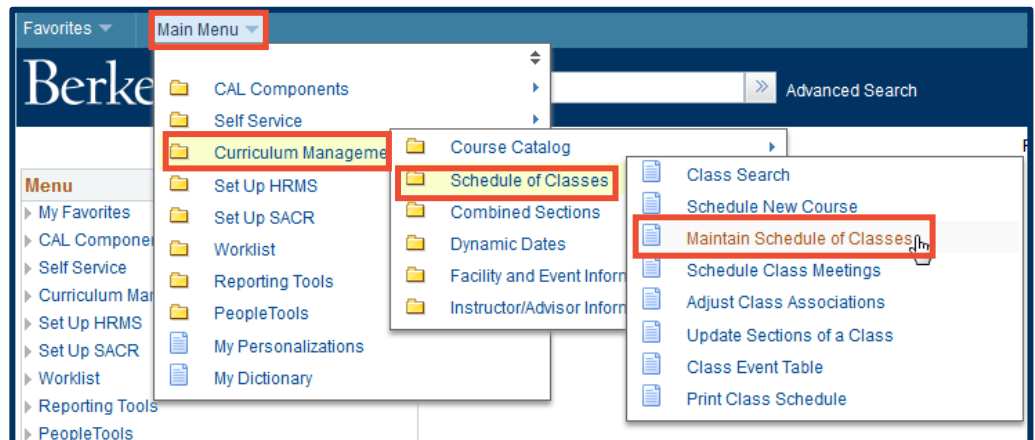 Favorites
Main Menu
Berke
Advanced Search
CAL Components
Self Service
Curriculum Manageme
Set Up HRMS
Set Up SACR
Worklist
Reporting Tools
PeopleTools
My Personalizations
My Dictionary
Course Catalog
Schedule of Classes
Combined Sections
Dynamic Dates
Facility and Event Inforn
Instructor/Advisor Inforn
Class Search
Schedule New Course
Maintain Schedule of Classes
Schedule Class Meetings
Adjust Class Associations
Update Sections of a Class
Class Event Table
Print Class Schedule
Menu
My Favorites
CAL Componer
Self Service
Curriculum Mar
Set Up HRMS
Set Up SACR
Worklist
Reporting Tools
PeopleTools